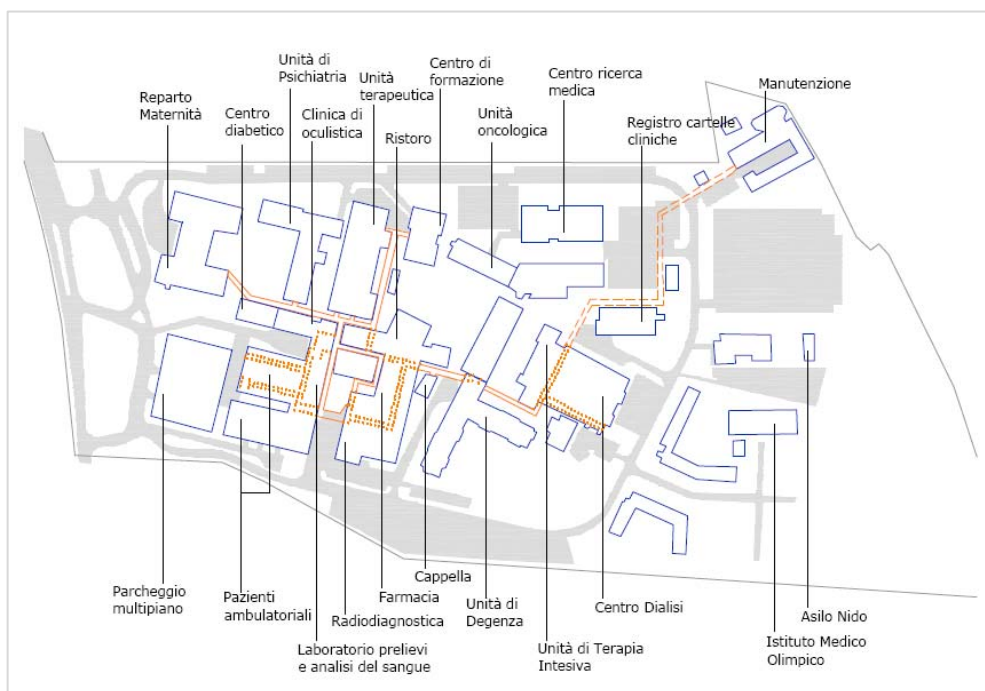 Unità di
Psichiatria
Centro di
formazione
Reparto
Maternità
Centro
diabetico
Clinica di
oculistica
Unità
terapeutica
Ristoro
Unità
oncologica
Centro ricerca
medica
Registro cartelle
cliniche
Manutenzione
Parcheggio
multipiano
Pazienti
ambulatoriali
Radiodiagnostica
Laboratorio prelievi
e analisi del sangue
Farmacia
Cappella
Unità di
Degenza
Unità di Terapia
Intesiva
Centro Dialisi
Asilo Nido
Istituto Medico
Olimpico